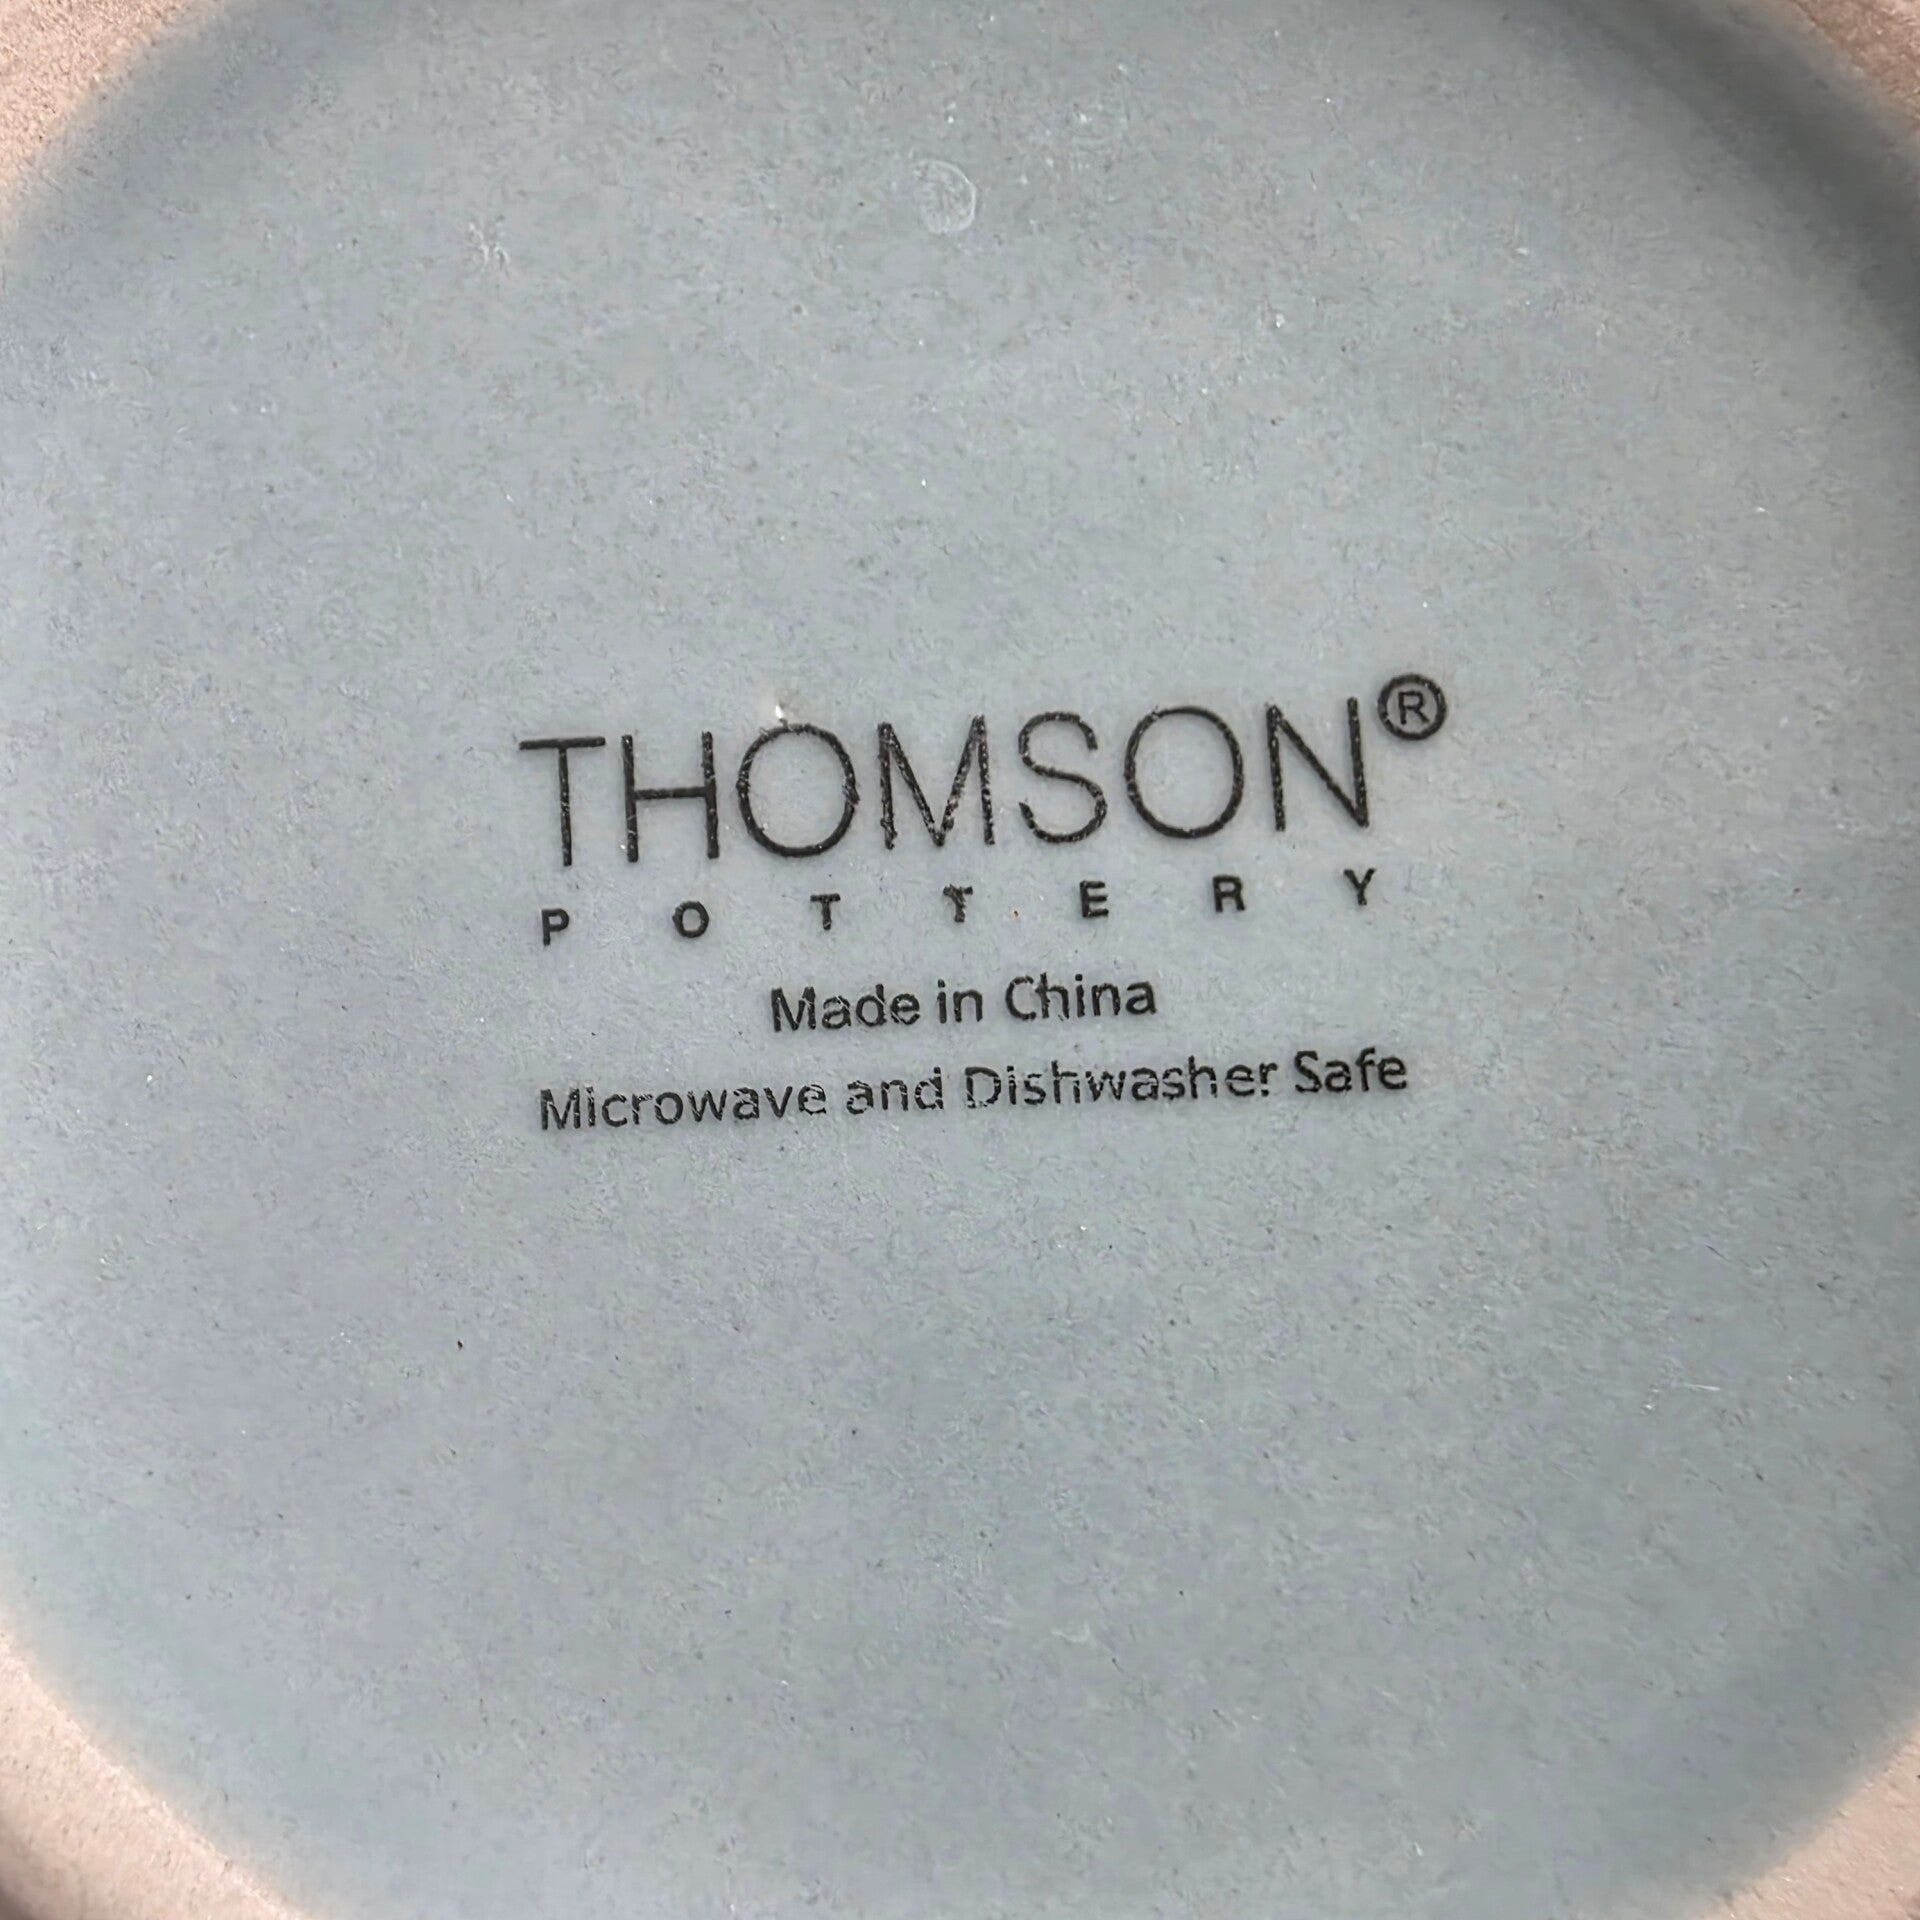 THOMSON®
POTTERY
Made in China
Microwave and Dishwasher Safe